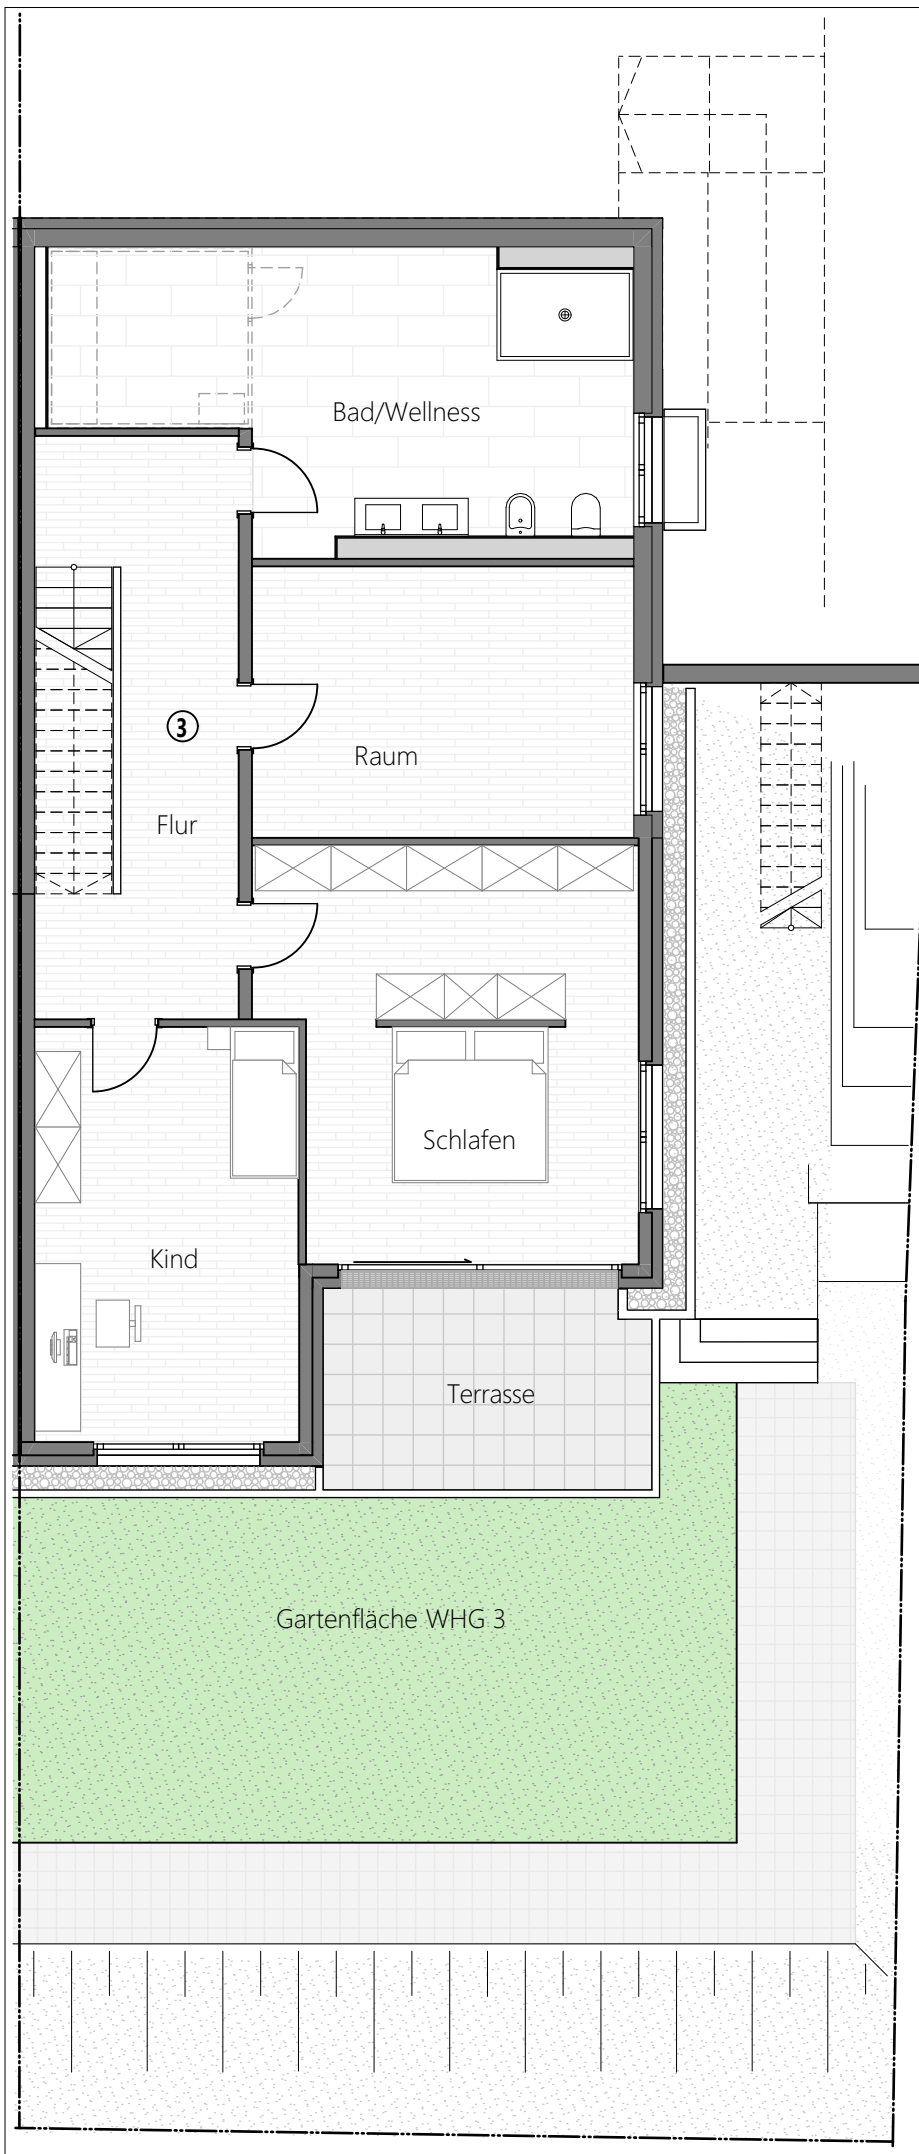 Bad/Wellness
3
Raum
Flur
Schlafen
Kind
Terrasse
Gartenfläche WHG 3